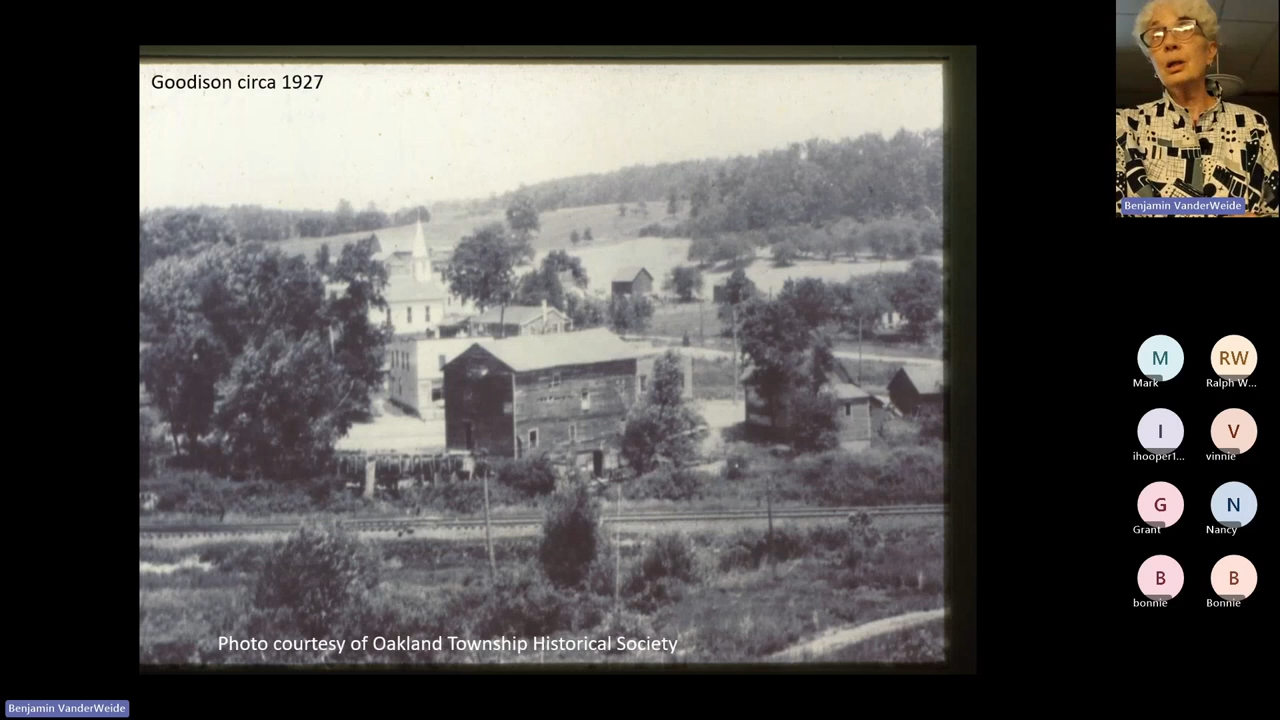 Goodison circa 1927
Photo courtesy of Oakland Township Historical Society
Benjamin VanderWeide
M
RW
Mark
Ralph W...
I
V
ihooper1...
vinnie
G
N
Grant
Nancy
B
B
bonnie
Bonnie
Benjamin VanderWeide